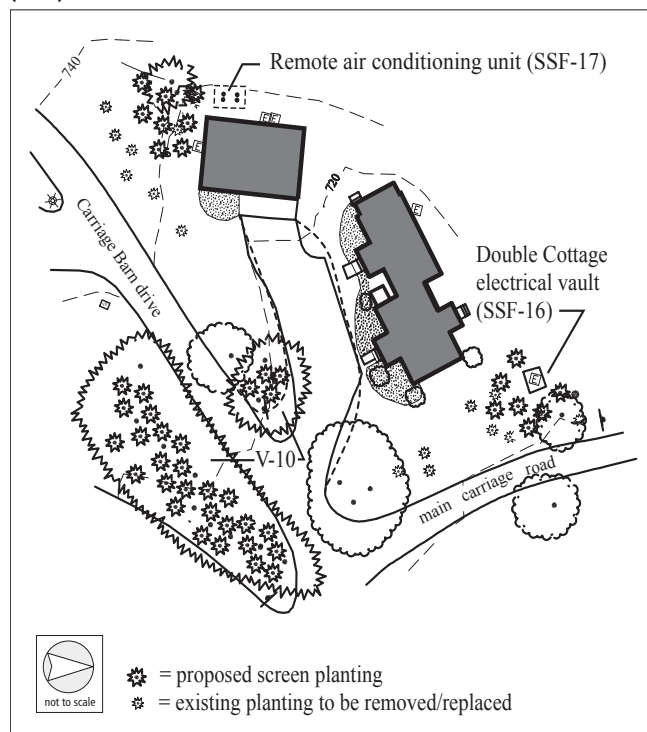 740
Remote air conditioning unit (SSF-17)
E E
E
720
E
Carriage Barn drive
Double Cottage
electrical vault
(SSF-16)
E
V-10
main carriage road
not to scale
= proposed screen planting
= existing planting to be removed/replaced